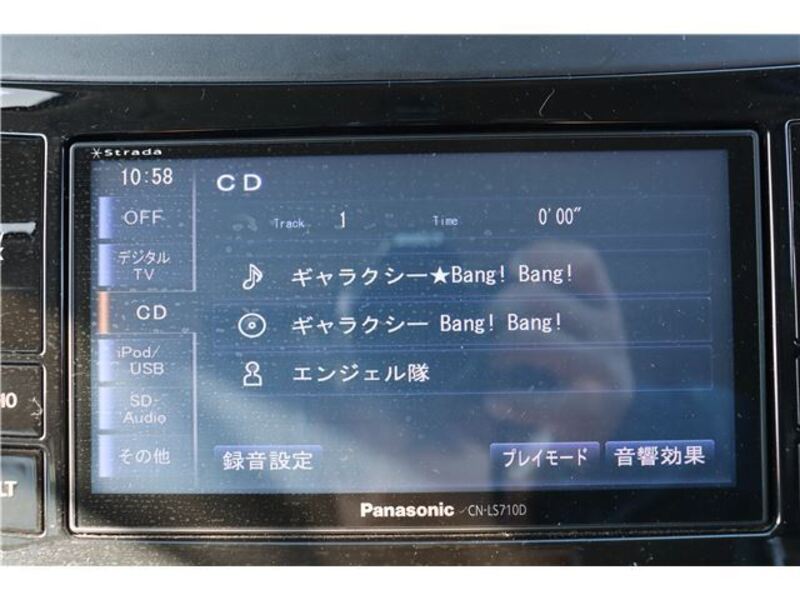 Strada
10:58
CD
OFF
Track 1 Time 0'00"
デジタル
TV
ギャラクシー★Bang! Bang!
CD
ギャラクシー Bang! Bang!
iPod/
USB
エンジェル隊
SD-
Audio
その他
録音設定
プレイモード
音響効果
Panasonic CN-LS710D